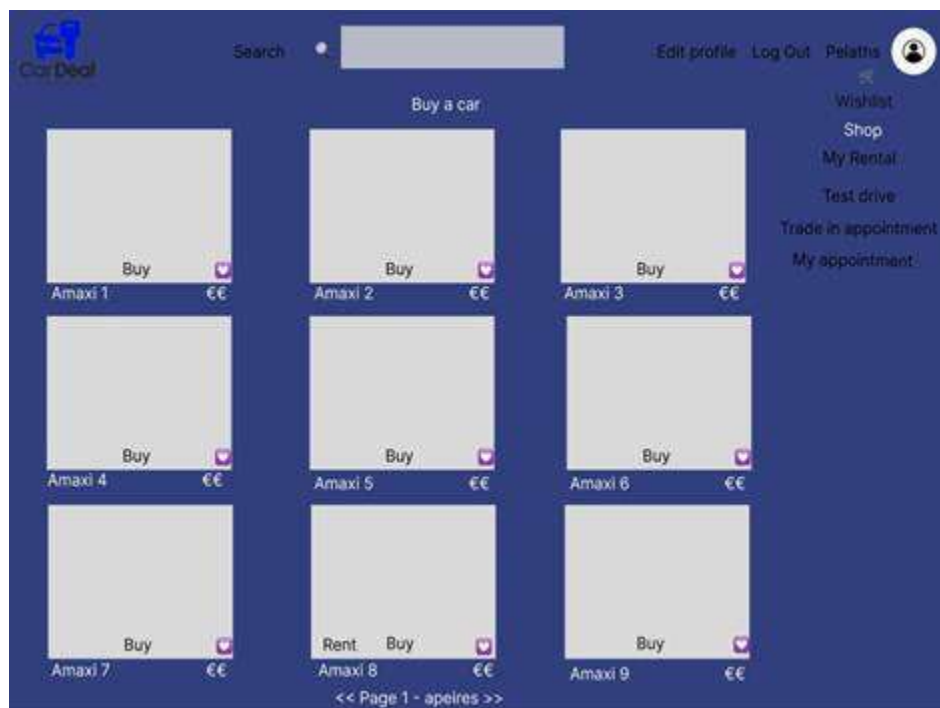 CarDeal
Search
Edit profile Log Out Pelaths
Buy a car
Wishlist
Shop
My Rental
Test drive
Trade in appointment
My appointment
Buy Buy Buy
Amaxi 1 €€ Amaxi 2 €€ Amaxi 3 €€
Buy Buy Buy
Amaxi 4 €€ Amaxi 5 €€ Amaxi 6 €€
Buy Rent Buy Buy
Amaxi 7 €€ Amaxi 8 €€ Amaxi 9 €€
<< Page 1 - apeires >>